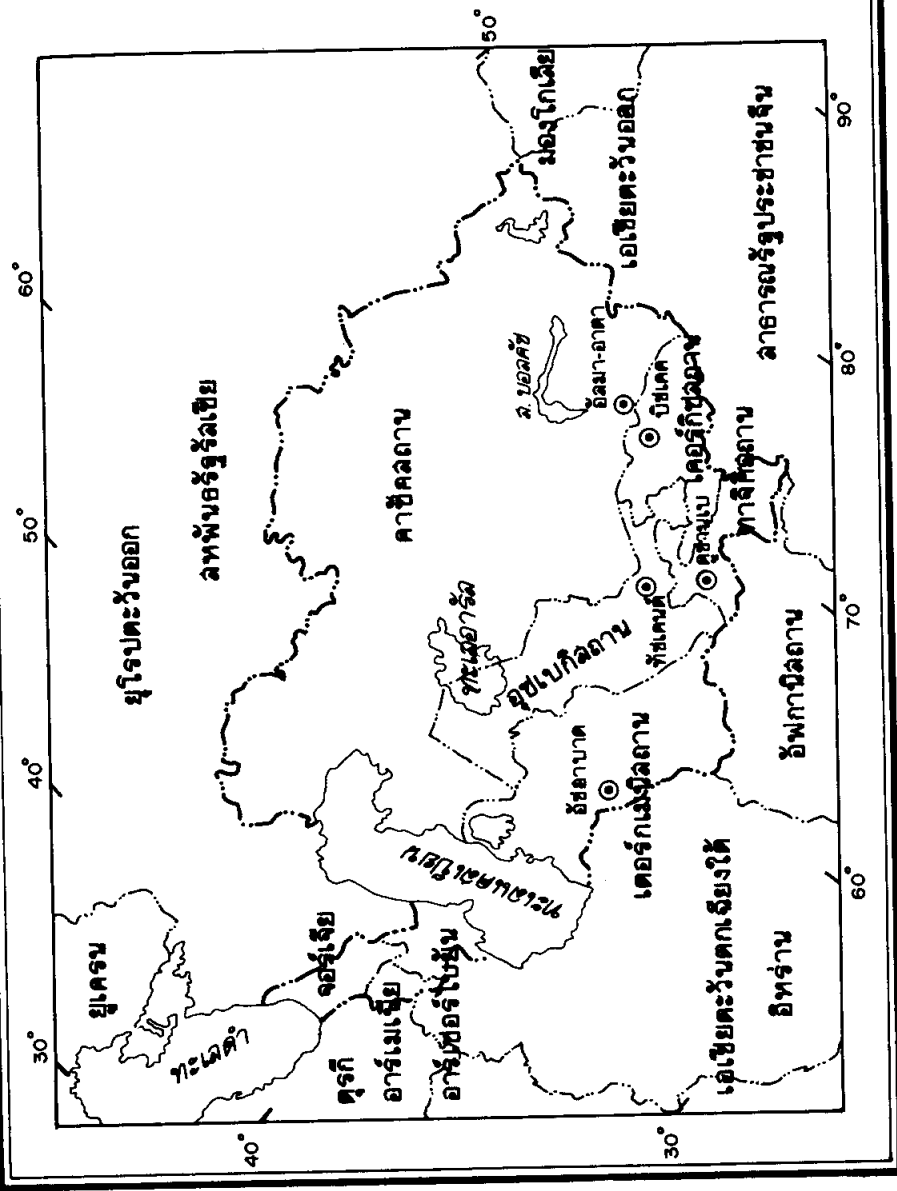 30°
40°
50°
60°
ยูเครน
ยุโรปตะวันออก
สหพันธรัฐรัสเซีย
ทะเลดำ
40°
50°
จอร์เจีย
ตุรกี
อาร์เมเนีย
อาร์เซอร์ไบยัน
ทะเลแคสเปียน
คาซัคสถาน
ทะเลอารัล
ล. บอลคัช
มองโกเลีย
เอเชียตะวันออก
อุซเบกิสถาน
อัลมา-อาตา
บิชเคค
เคอร์กิซสถาน
ทัชเคนต์
ดูชานเบ
ทาจิกิสถาน
อัชกาบาด
เตอร์กเมนิสถาน
สาธารณรัฐประชาชนจีน
30°
เอเชียตะวันตกเฉียงใต้
อิหร่าน
อัฟกานิสถาน
60°
70°
80°
90°